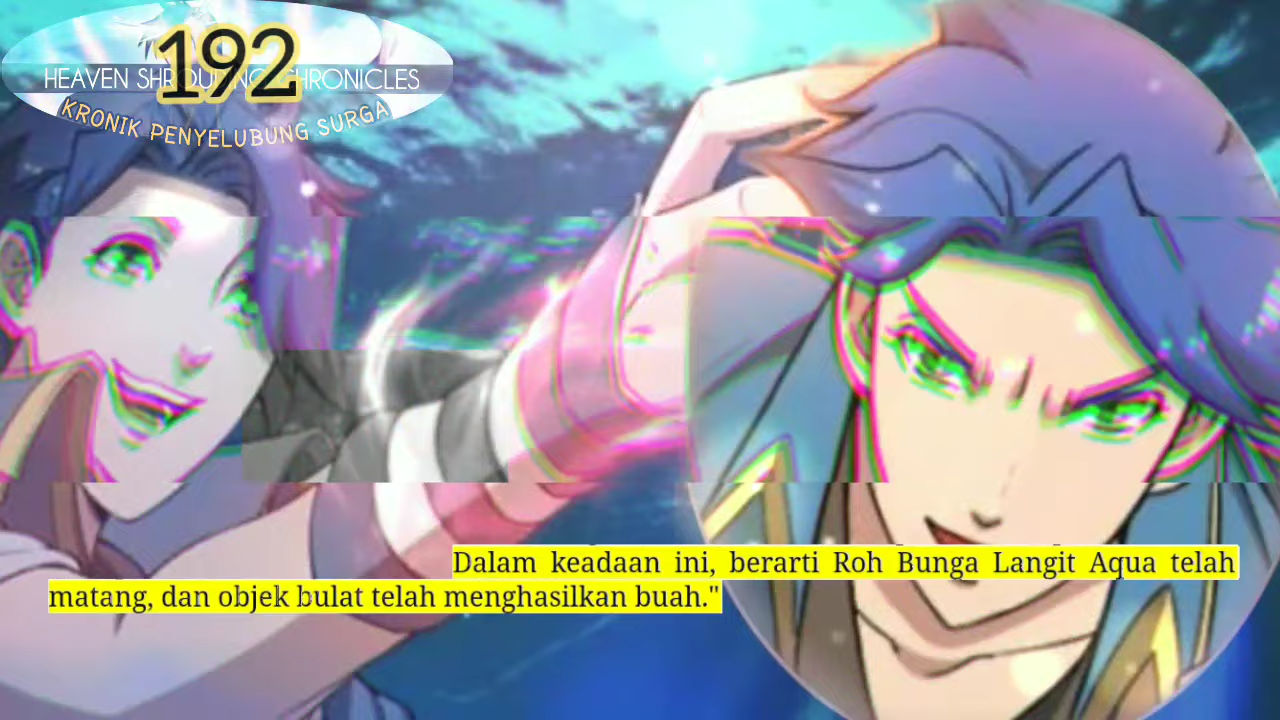 192
HEAVEN SHROUDING CHRONICLES
KRONIK PENYELUBUNG SURGA
Dalam keadaan ini, berarti Roh Bunga Langit Aqua telah
matang, dan objek bulat telah menghasilkan buah."